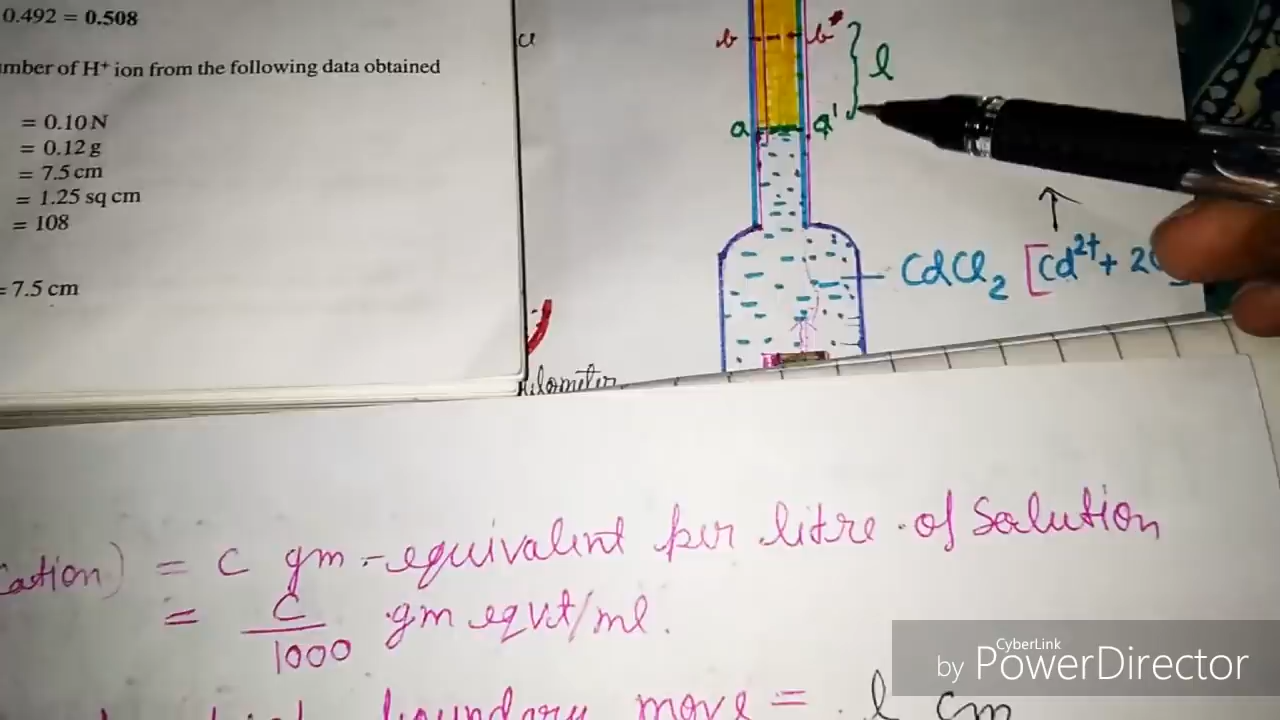 0.492 = 0.508
mber of H⁺ ion from the following data obtained
= 0.10 N
= 0.12 g
= 7.5 cm
= 1.25 sq cm
= 108
= 7.5 cm
b b'
l
a a'
CdCl₂ [Cd²⁺ + 2
cation) = C gm-equivalent per litre of solution
= C/1000 gm eqvt/ml.
boundary move = l cm
CyberLink
by PowerDirector